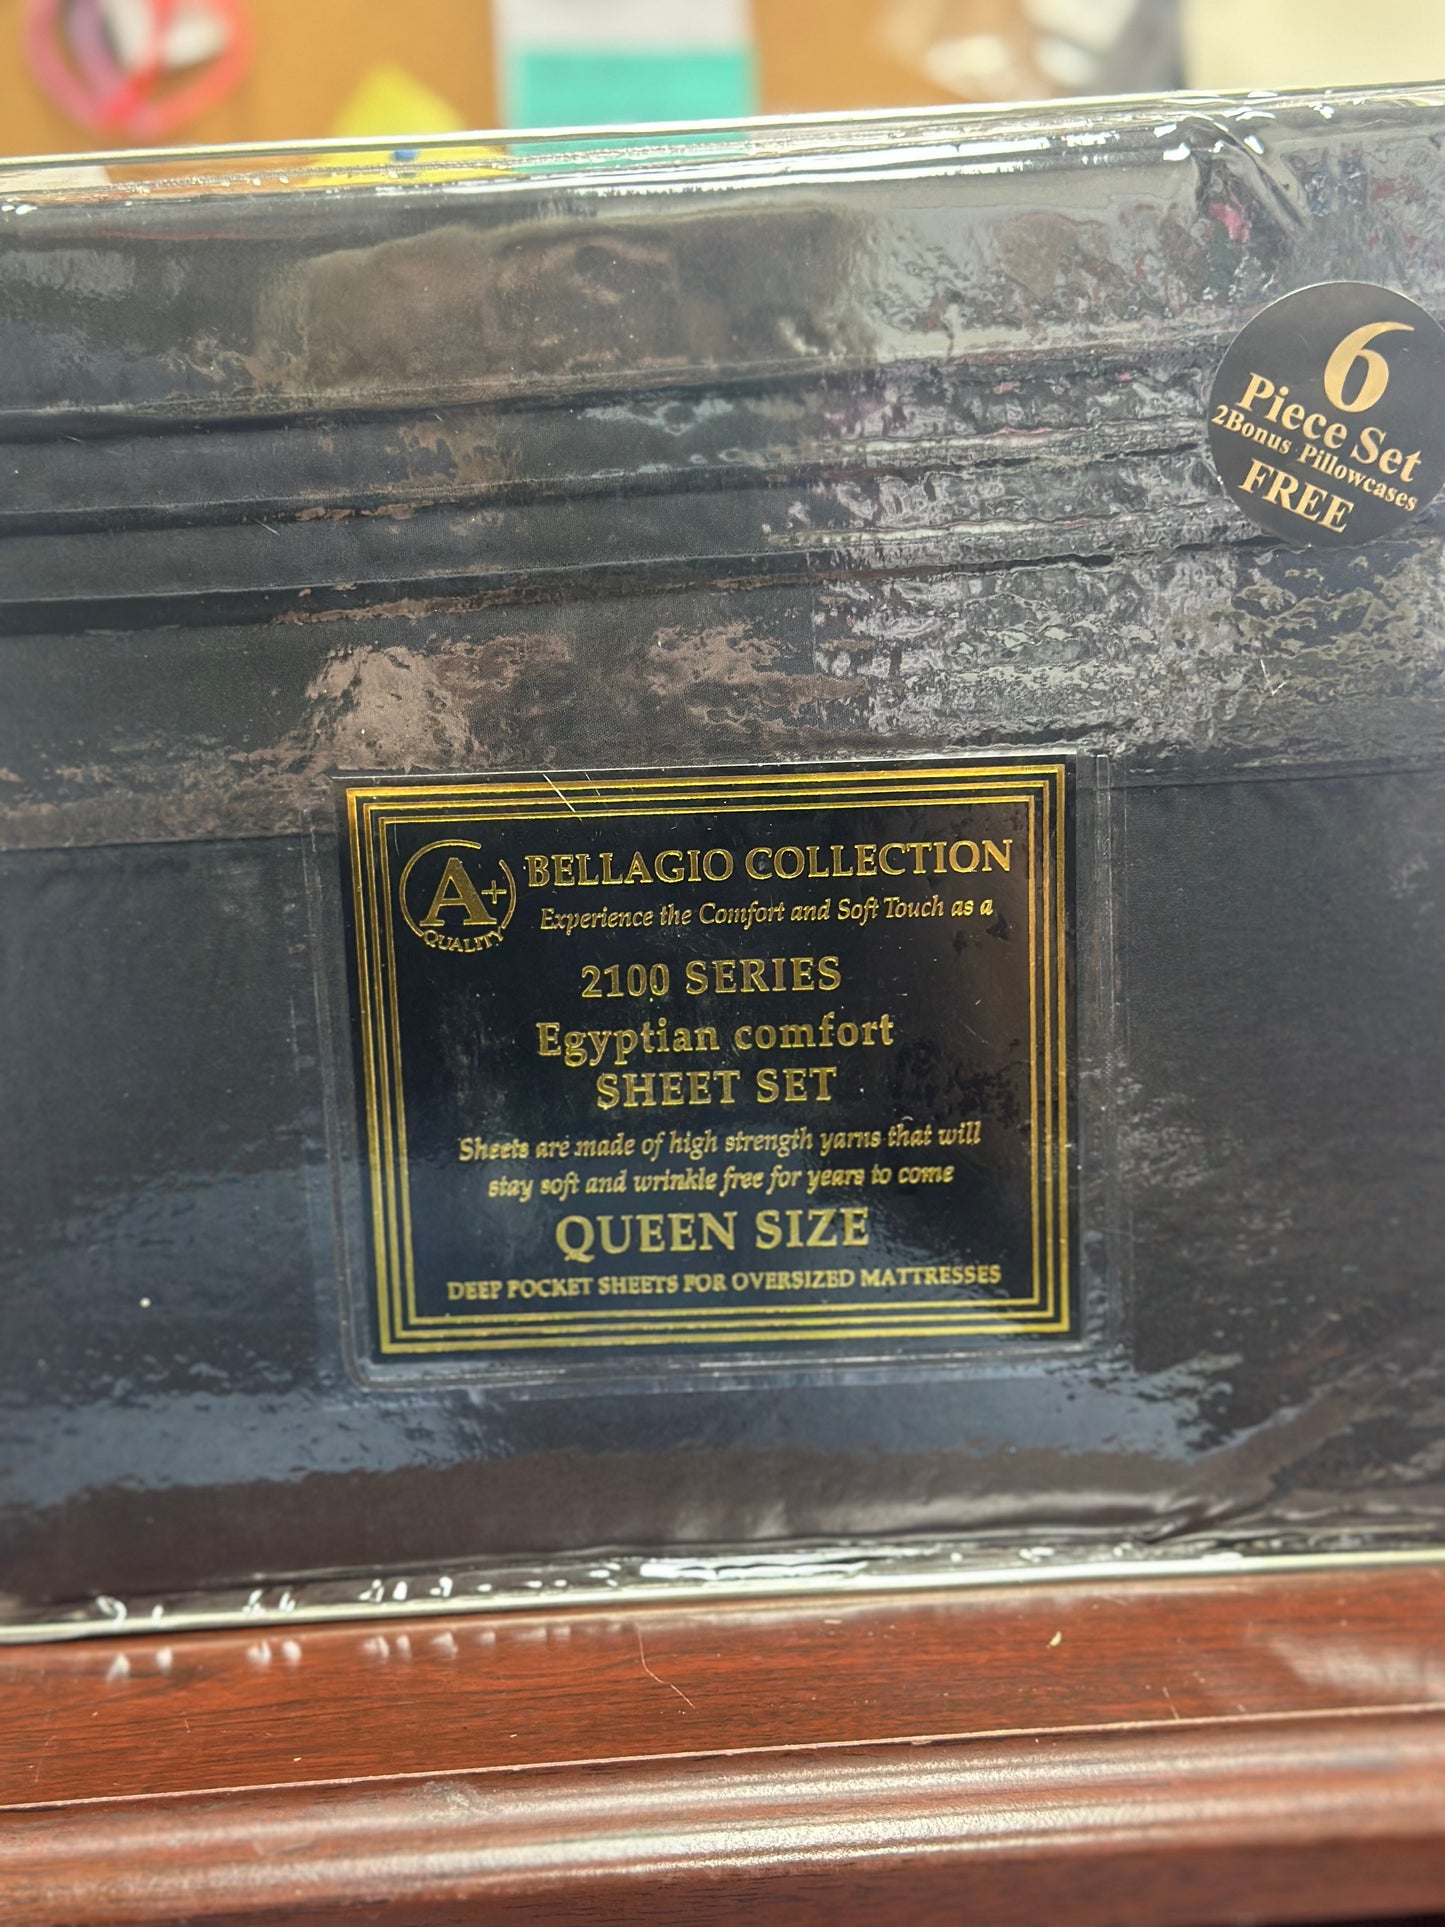 6
Piece Set
2Bonus Pillowcases
FREE
A+
QUALITY
BELLAGIO COLLECTION
Experience the Comfort and Soft Touch as a
2100 SERIES
Egyptian comfort
SHEET SET
Sheets are made of high strength yarns that will
stay soft and wrinkle free for years to come
QUEEN SIZE
DEEP POCKET SHEETS FOR OVERSIZED MATTRESSES